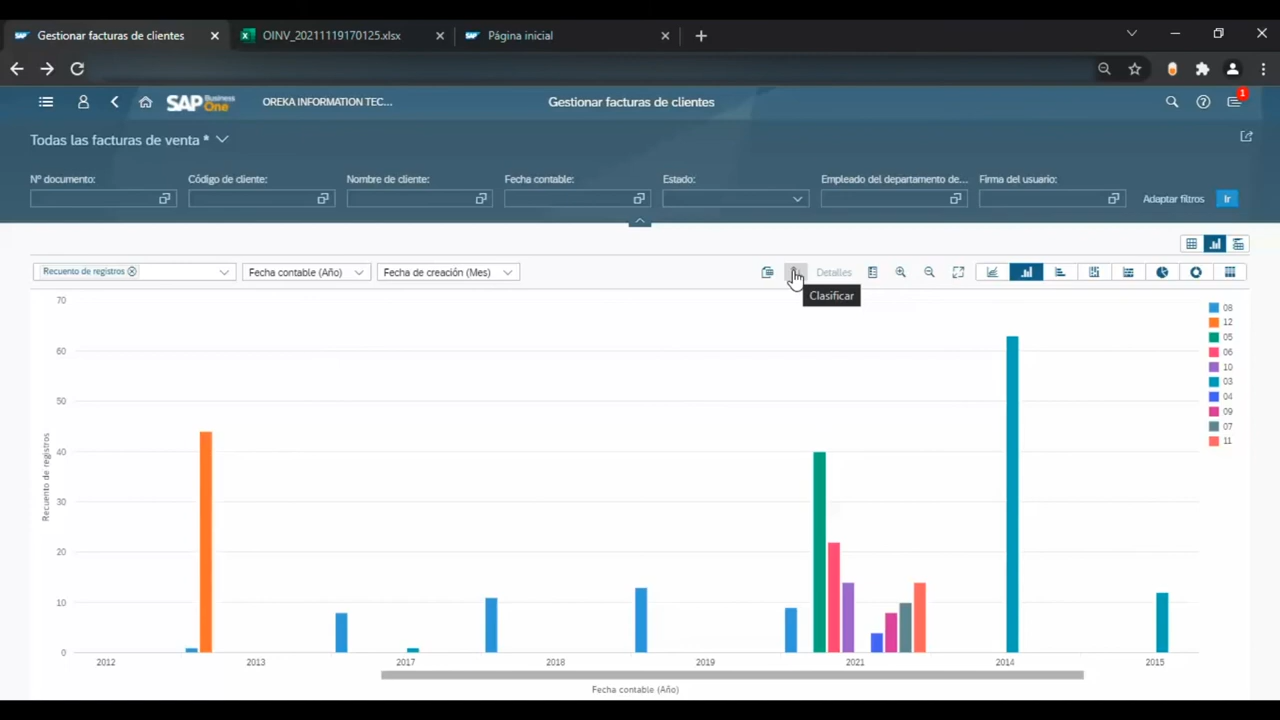 Gestionar facturas de clientes
OINV_20211119170125.xlsx
Página inicial
SAP Business One
OREKA INFORMATION TEC...
Gestionar facturas de clientes
1
Todas las facturas de venta *
Nº documento:
Código de cliente:
Nombre de cliente:
Fecha contable:
Estado:
Empleado del departamento de...
Firma del usuario:
Adaptar filtros
Ir
Recuento de registros
Fecha contable (Año)
Fecha de creación (Mes)
Detalles
Clasificar
70
60
50
40
30
20
10
0
Recuento de registros
08
12
05
06
10
03
04
09
07
11
2012
2013
2017
2018
2019
2021
2014
2015
Fecha contable (Año)